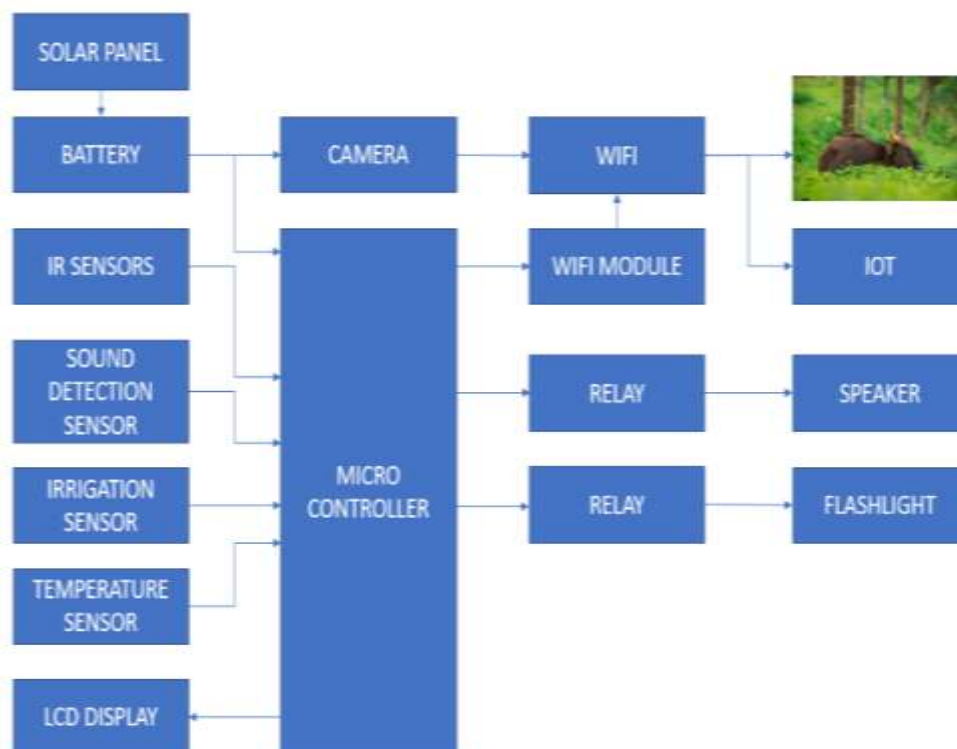 SOLAR PANEL
BATTERY
CAMERA
WIFI
IR SENSORS
WIFI MODULE
IOT
SOUND
DETECTION
SENSOR
RELAY
SPEAKER
MICRO
CONTROLLER
IRRIGATION
SENSOR
RELAY
FLASHLIGHT
TEMPERATURE
SENSOR
LCD DISPLAY